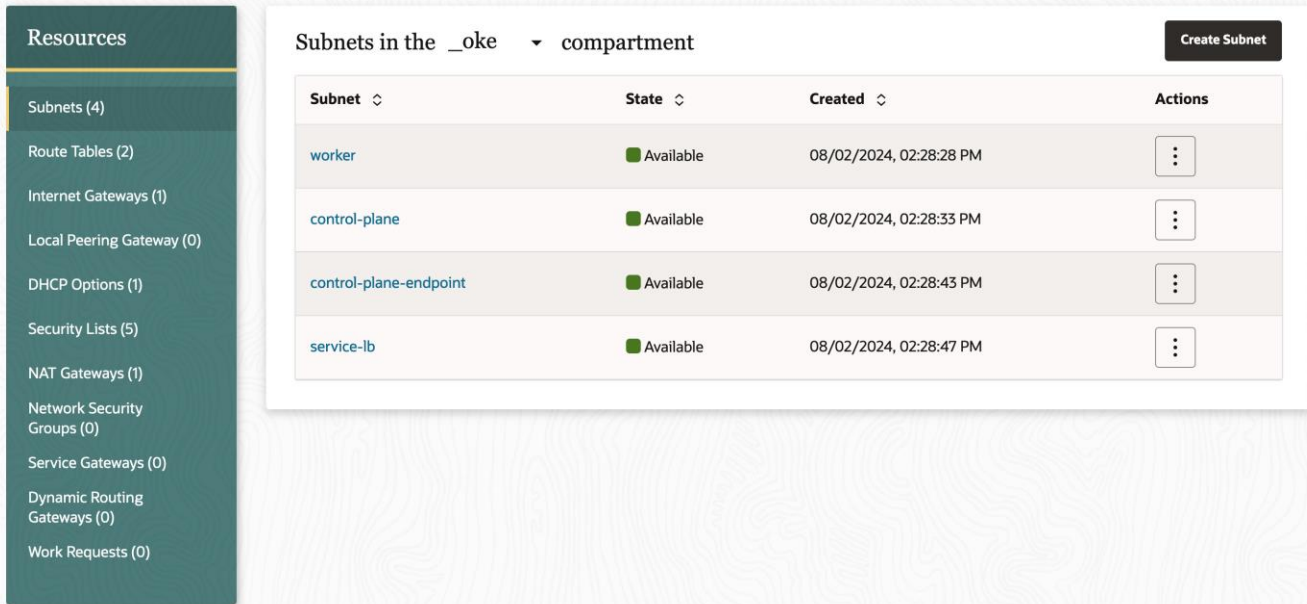 Resources
Subnets (4)
Route Tables (2)
Internet Gateways (1)
Local Peering Gateway (0)
DHCP Options (1)
Security Lists (5)
NAT Gateways (1)
Network Security
Groups (0)
Service Gateways (0)
Dynamic Routing
Gateways (0)
Work Requests (0)
Subnets in the _oke compartment
Create Subnet
Subnet State Created Actions
worker Available 08/02/2024, 02:28:28 PM
control-plane Available 08/02/2024, 02:28:33 PM
control-plane-endpoint Available 08/02/2024, 02:28:43 PM
service-lb Available 08/02/2024, 02:28:47 PM